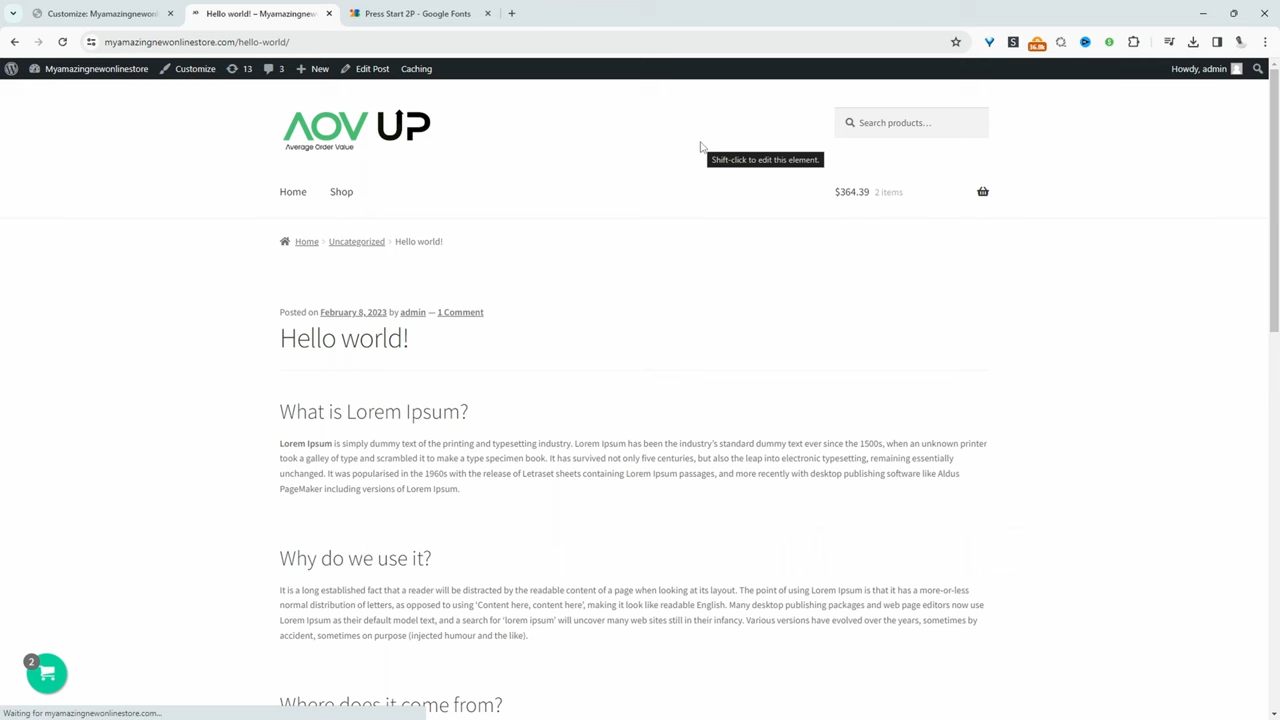 Customize: Myamazingnewonl
Hello world! – Myamazingnew
Press Start 2P - Google Fonts
myamazingnewonlinestore.com/hello-world/
16.9k
Myamazingnewonlinestore
Customize
13
3
New
Edit Post
Caching
Howdy, admin
AOV UP
Average Order Value
Search products…
Shift-click to edit this element.
Home
Shop
$364.39 2 items
Home › Uncategorized › Hello world!
Posted on February 8, 2023 by admin — 1 Comment
Hello world!
What is Lorem Ipsum?
Lorem Ipsum is simply dummy text of the printing and typesetting industry. Lorem Ipsum has been the industry’s standard dummy text ever since the 1500s, when an unknown printer
took a galley of type and scrambled it to make a type specimen book. It has survived not only five centuries, but also the leap into electronic typesetting, remaining essentially
unchanged. It was popularised in the 1960s with the release of Letraset sheets containing Lorem Ipsum passages, and more recently with desktop publishing software like Aldus
PageMaker including versions of Lorem Ipsum.
Why do we use it?
It is a long established fact that a reader will be distracted by the readable content of a page when looking at its layout. The point of using Lorem Ipsum is that it has a more-or-less
normal distribution of letters, as opposed to using ‘Content here, content here’, making it look like readable English. Many desktop publishing packages and web page editors now use
Lorem Ipsum as their default model text, and a search for ‘lorem ipsum’ will uncover many web sites still in their infancy. Various versions have evolved over the years, sometimes by
accident, sometimes on purpose (injected humour and the like).
2
Where does it come from?
Waiting for myamazingnewonlinestore.com...